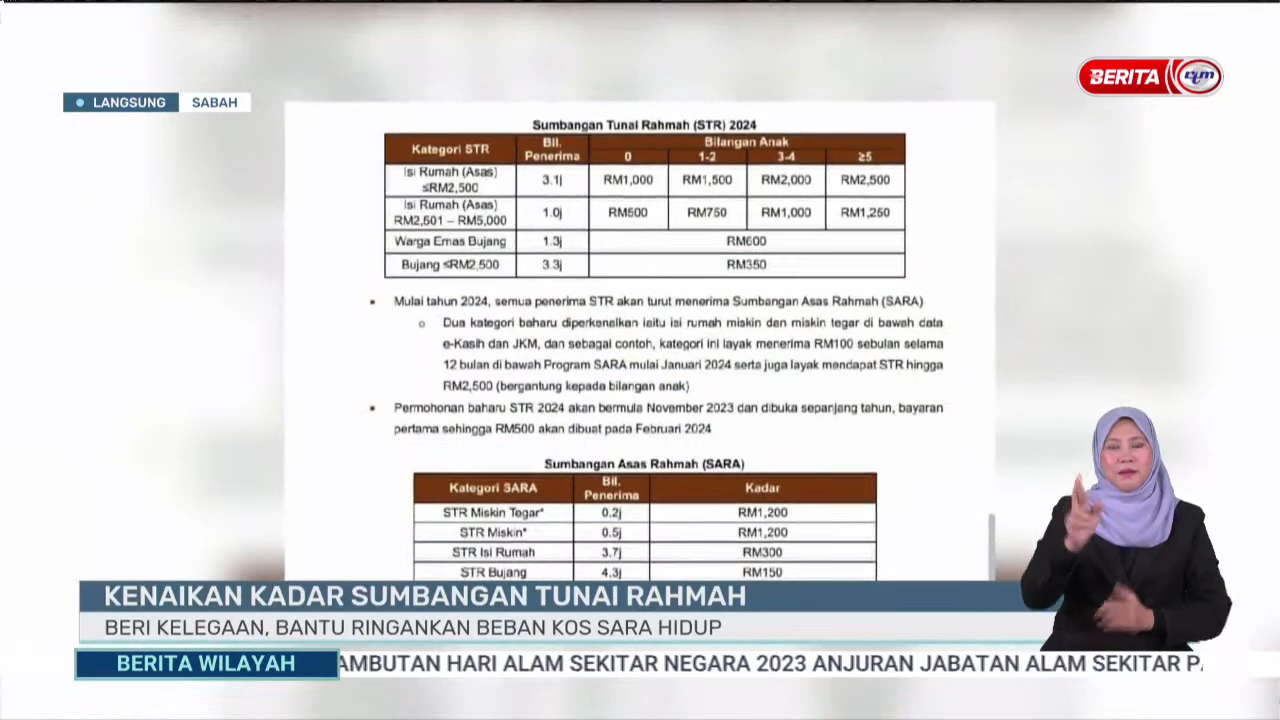 LANGSUNG SABAH
BERITA rtm
Sumbangan Tunai Rahmah (STR) 2024
Kategori STR Bil. Penerima Bilangan Anak
0 1-2 3-4 ≥5
Isi Rumah (Asas) ≤RM2,500 3.1j RM1,000 RM1,500 RM2,000 RM2,500
Isi Rumah (Asas) RM2,501 – RM5,000 1.0j RM500 RM750 RM1,000 RM1,250
Warga Emas Bujang 1.3j RM600
Bujang ≤RM2,500 3.3j RM350
• Mulai tahun 2024, semua penerima STR akan turut menerima Sumbangan Asas Rahmah (SARA)
o Dua kategori baharu diperkenalkan iaitu isi rumah miskin dan miskin tegar di bawah data
e-Kasih dan JKM, dan sebagai contoh, kategori ini layak menerima RM100 sebulan selama
12 bulan di bawah Program SARA mulai Januari 2024 serta juga layak mendapat STR hingga
RM2,500 (bergantung kepada bilangan anak)
• Permohonan baharu STR 2024 akan bermula November 2023 dan dibuka sepanjang tahun, bayaran
pertama sehingga RM500 akan dibuat pada Februari 2024
Sumbangan Asas Rahmah (SARA)
Kategori SARA Bil. Penerima Kadar
STR Miskin Tegar* 0.2j RM1,200
STR Miskin* 0.5j RM1,200
STR Isi Rumah 3.7j RM300
STR Bujang 4.3j RM150
KENAIKAN KADAR SUMBANGAN TUNAI RAHMAH
BERI KELEGAAN, BANTU RINGANKAN BEBAN KOS SARA HIDUP
BERITA WILAYAH AMBUTAN HARI ALAM SEKITAR NEGARA 2023 ANJURAN JABATAN ALAM SEKITAR